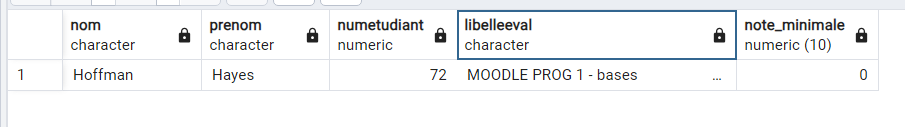 nom prenom numetudiant libelleeval note_minimale
character character numeric character numeric (10)
1 Hoffman Hayes 72 MOODLE PROG 1 - bases ... 0